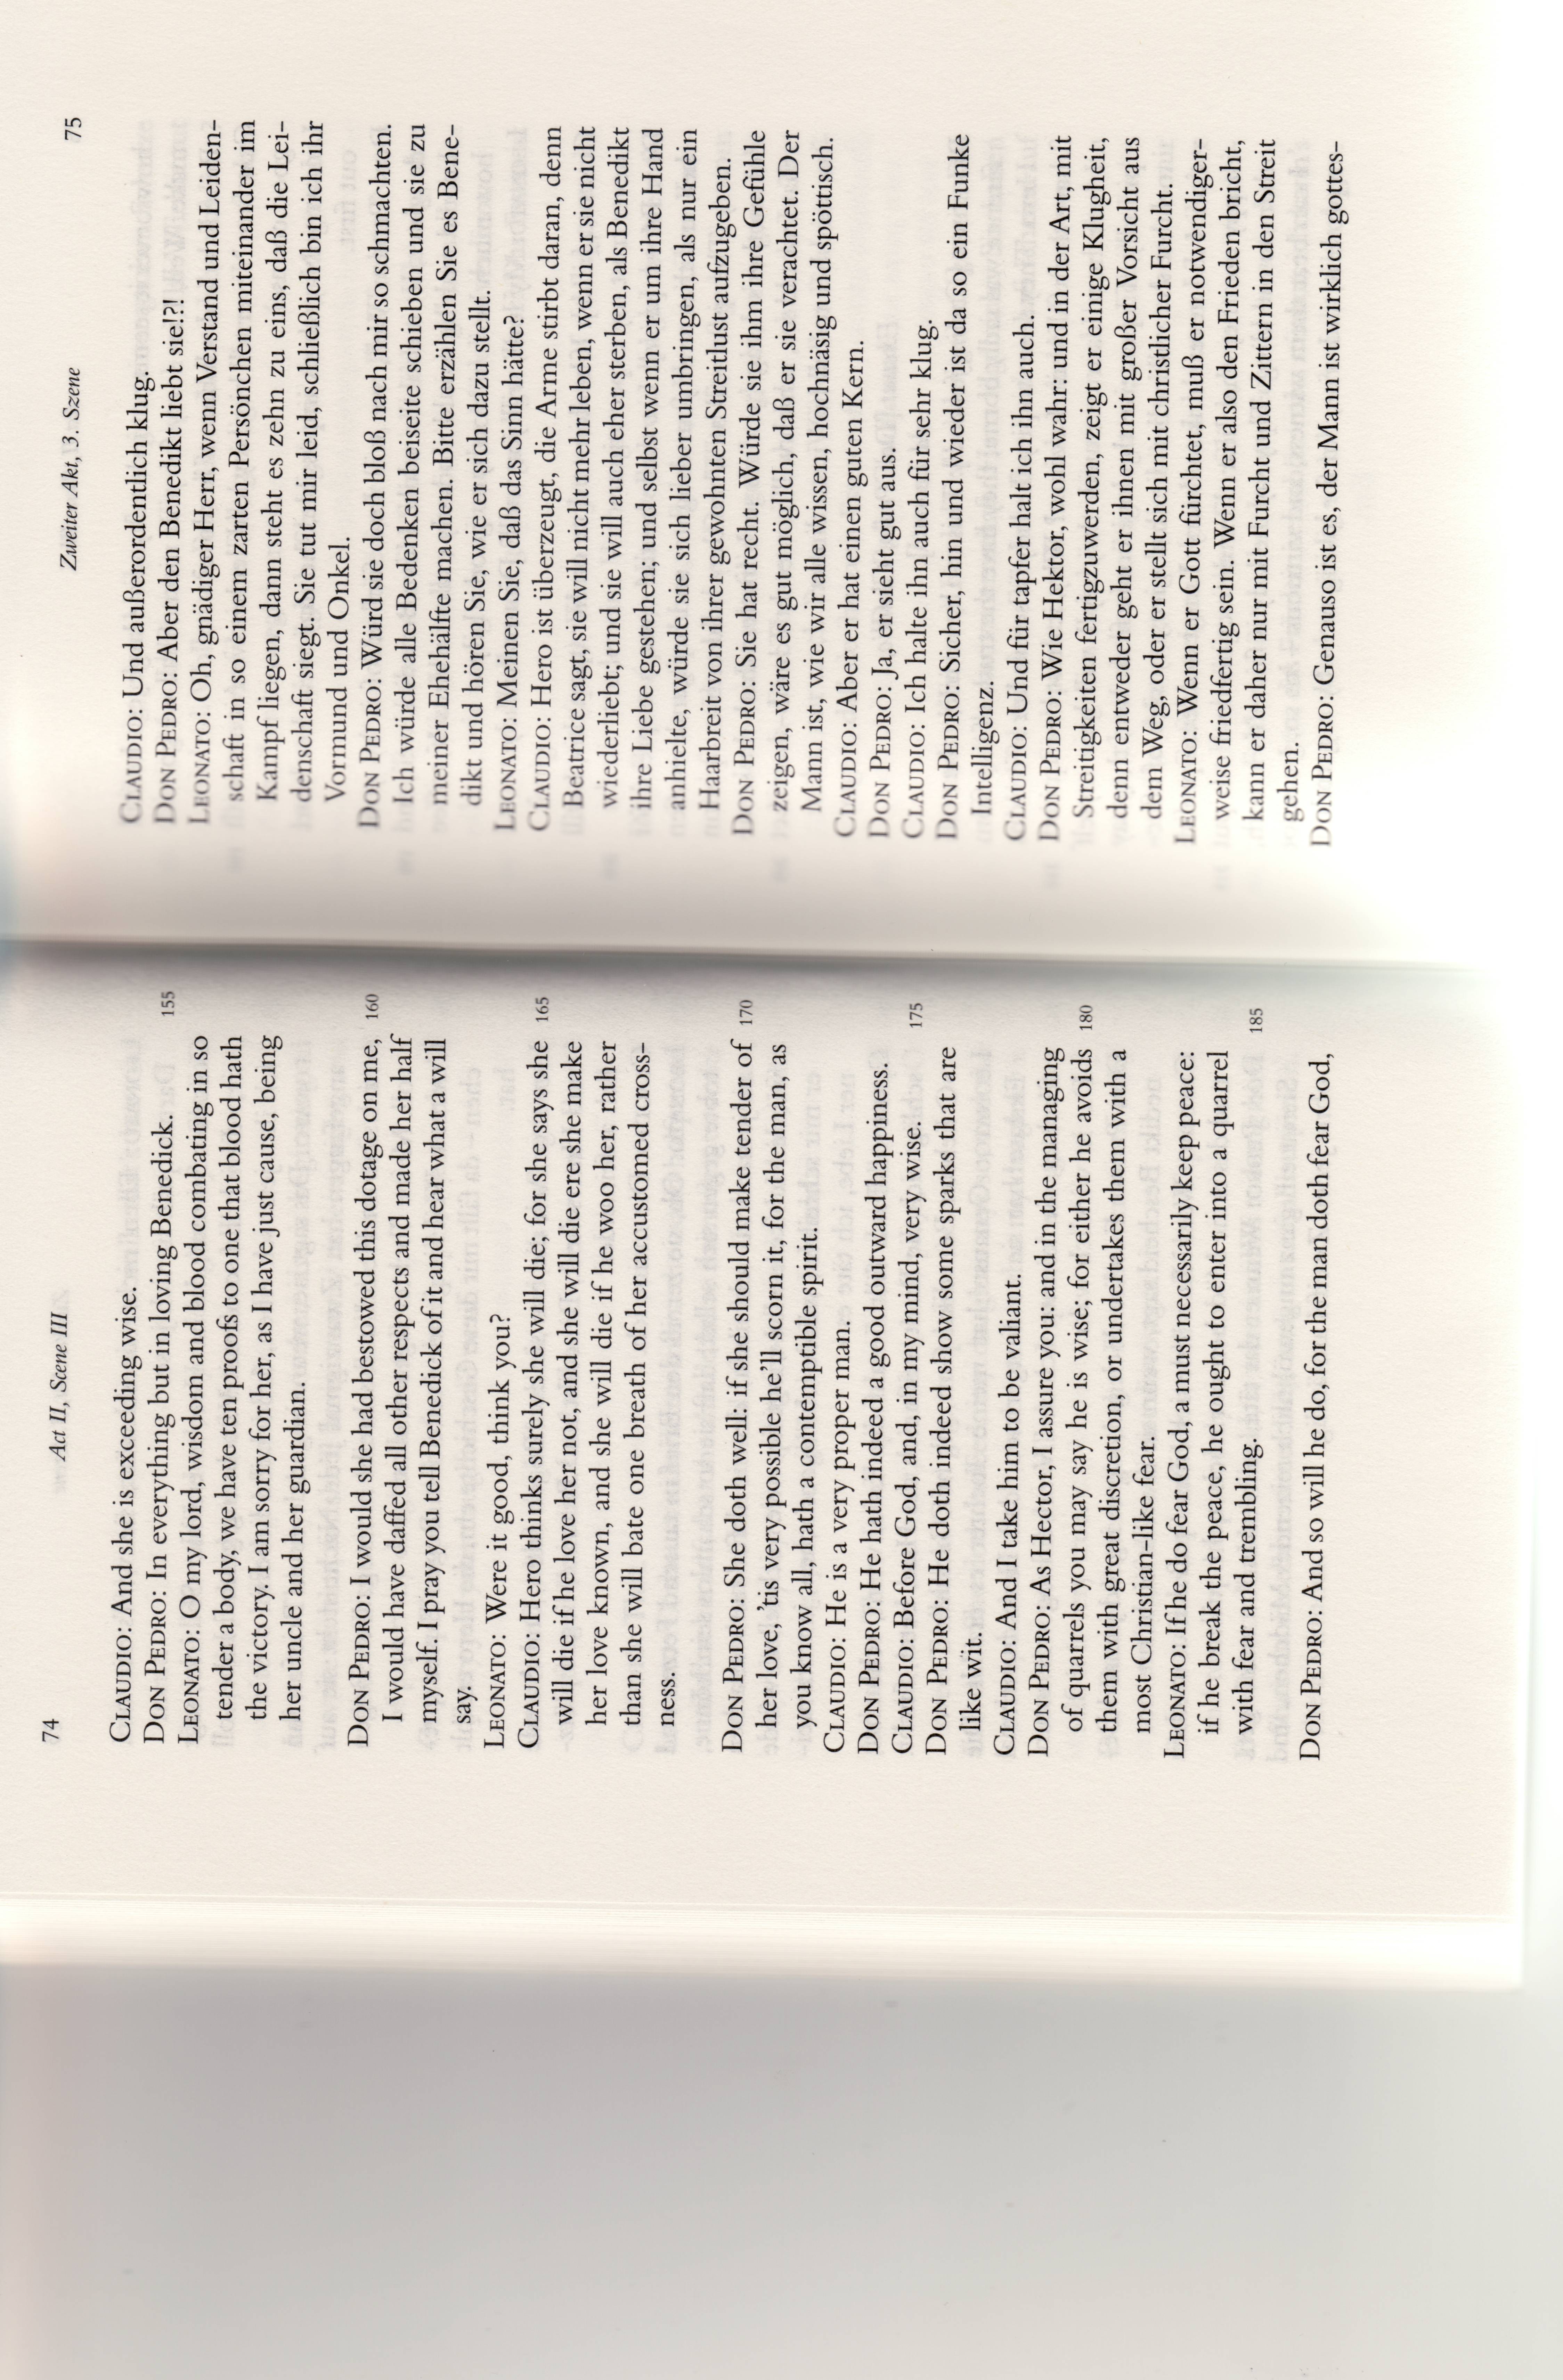 74
Act II, Scene III
CLAUDIO: And she is exceeding wise.
DON PEDRO: In everything but in loving Benedick.
155
LEONATO: O my lord, wisdom and blood combating in so
tender a body, we have ten proofs to one that blood hath
the victory. I am sorry for her, as I have just cause, being
her uncle and her guardian.
DON PEDRO: I would she had bestowed this dotage on me,
160
I would have daffed all other respects and made her half
myself. I pray you tell Benedick of it and hear what a will
say.
LEONATO: Were it good, think you?
CLAUDIO: Hero thinks surely she will die; for she says she
165
will die if he love her not, and she will die ere she make
her love known, and she will die if he woo her, rather
than she will bate one breath of her accustomed cross-
ness.
DON PEDRO: She doth well: if she should make tender of
170
her love, 'tis very possible he'll scorn it, for the man, as
you know all, hath a contemptible spirit.
CLAUDIO: He is a very proper man.
DON PEDRO: He hath indeed a good outward happiness.
CLAUDIO: Before God, and, in my mind, very wise.
175
DON PEDRO: He doth indeed show some sparks that are
like wit.
CLAUDIO: And I take him to be valiant.
DON PEDRO: As Hector, I assure you: and in the managing
of quarrels you may say he is wise; for either he avoids
180
them with great discretion, or undertakes them with a
most Christian-like fear.
LEONATO: If he do fear God, a must necessarily keep peace:
if he break the peace, he ought to enter into a quarrel
with fear and trembling.
185
DON PEDRO: And so will he do, for the man doth fear God,
Zweiter Akt, 3. Szene
75
CLAUDIO: Und außerordentlich klug.
DON PEDRO: Aber den Benedikt liebt sie!?!
LEONATO: Oh, gnädiger Herr, wenn Verstand und Leiden-
schaft in so einem zarten Persönchen miteinander im
Kampf liegen, dann steht es zehn zu eins, daß die Lei-
denschaft siegt. Sie tut mir leid, schließlich bin ich ihr
Vormund und Onkel.
DON PEDRO: Würd sie doch bloß nach mir so schmachten.
Ich würde alle Bedenken beiseite schieben und sie zu
meiner Ehehälfte machen. Bitte erzählen Sie es Bene-
dikt und hören Sie, wie er sich dazu stellt.
LEONATO: Meinen Sie, daß das Sinn hätte?
CLAUDIO: Hero ist überzeugt, die Arme stirbt daran, denn
Beatrice sagt, sie will nicht mehr leben, wenn er sie nicht
wiederliebt; und sie will auch eher sterben, als Benedikt
ihre Liebe gestehen; und selbst wenn er um ihre Hand
anhielte, würde sie sich lieber umbringen, als nur ein
Haarbreit von ihrer gewohnten Streitlust aufzugeben.
DON PEDRO: Sie hat recht. Würde sie ihm ihre Gefühle
zeigen, wäre es gut möglich, daß er sie verachtet. Der
Mann ist, wie wir alle wissen, hochnäsig und spöttisch.
CLAUDIO: Aber er hat einen guten Kern.
DON PEDRO: Ja, er sieht gut aus.
CLAUDIO: Ich halte ihn auch für sehr klug.
DON PEDRO: Sicher, hin und wieder ist da so ein Funke
Intelligenz.
CLAUDIO: Und für tapfer halt ich ihn auch.
DON PEDRO: Wie Hektor, wohl wahr: und in der Art, mit
Streitigkeiten fertigzuwerden, zeigt er einige Klugheit,
denn entweder geht er ihnen mit großer Vorsicht aus
dem Weg, oder er stellt sich mit christlicher Furcht.
LEONATO: Wenn er Gott fürchtet, muß er notwendiger-
weise friedfertig sein. Wenn er also den Frieden bricht,
kann er daher nur mit Furcht und Zittern in den Streit
gehen.
DON PEDRO: Genauso ist es, der Mann ist wirklich gottes-